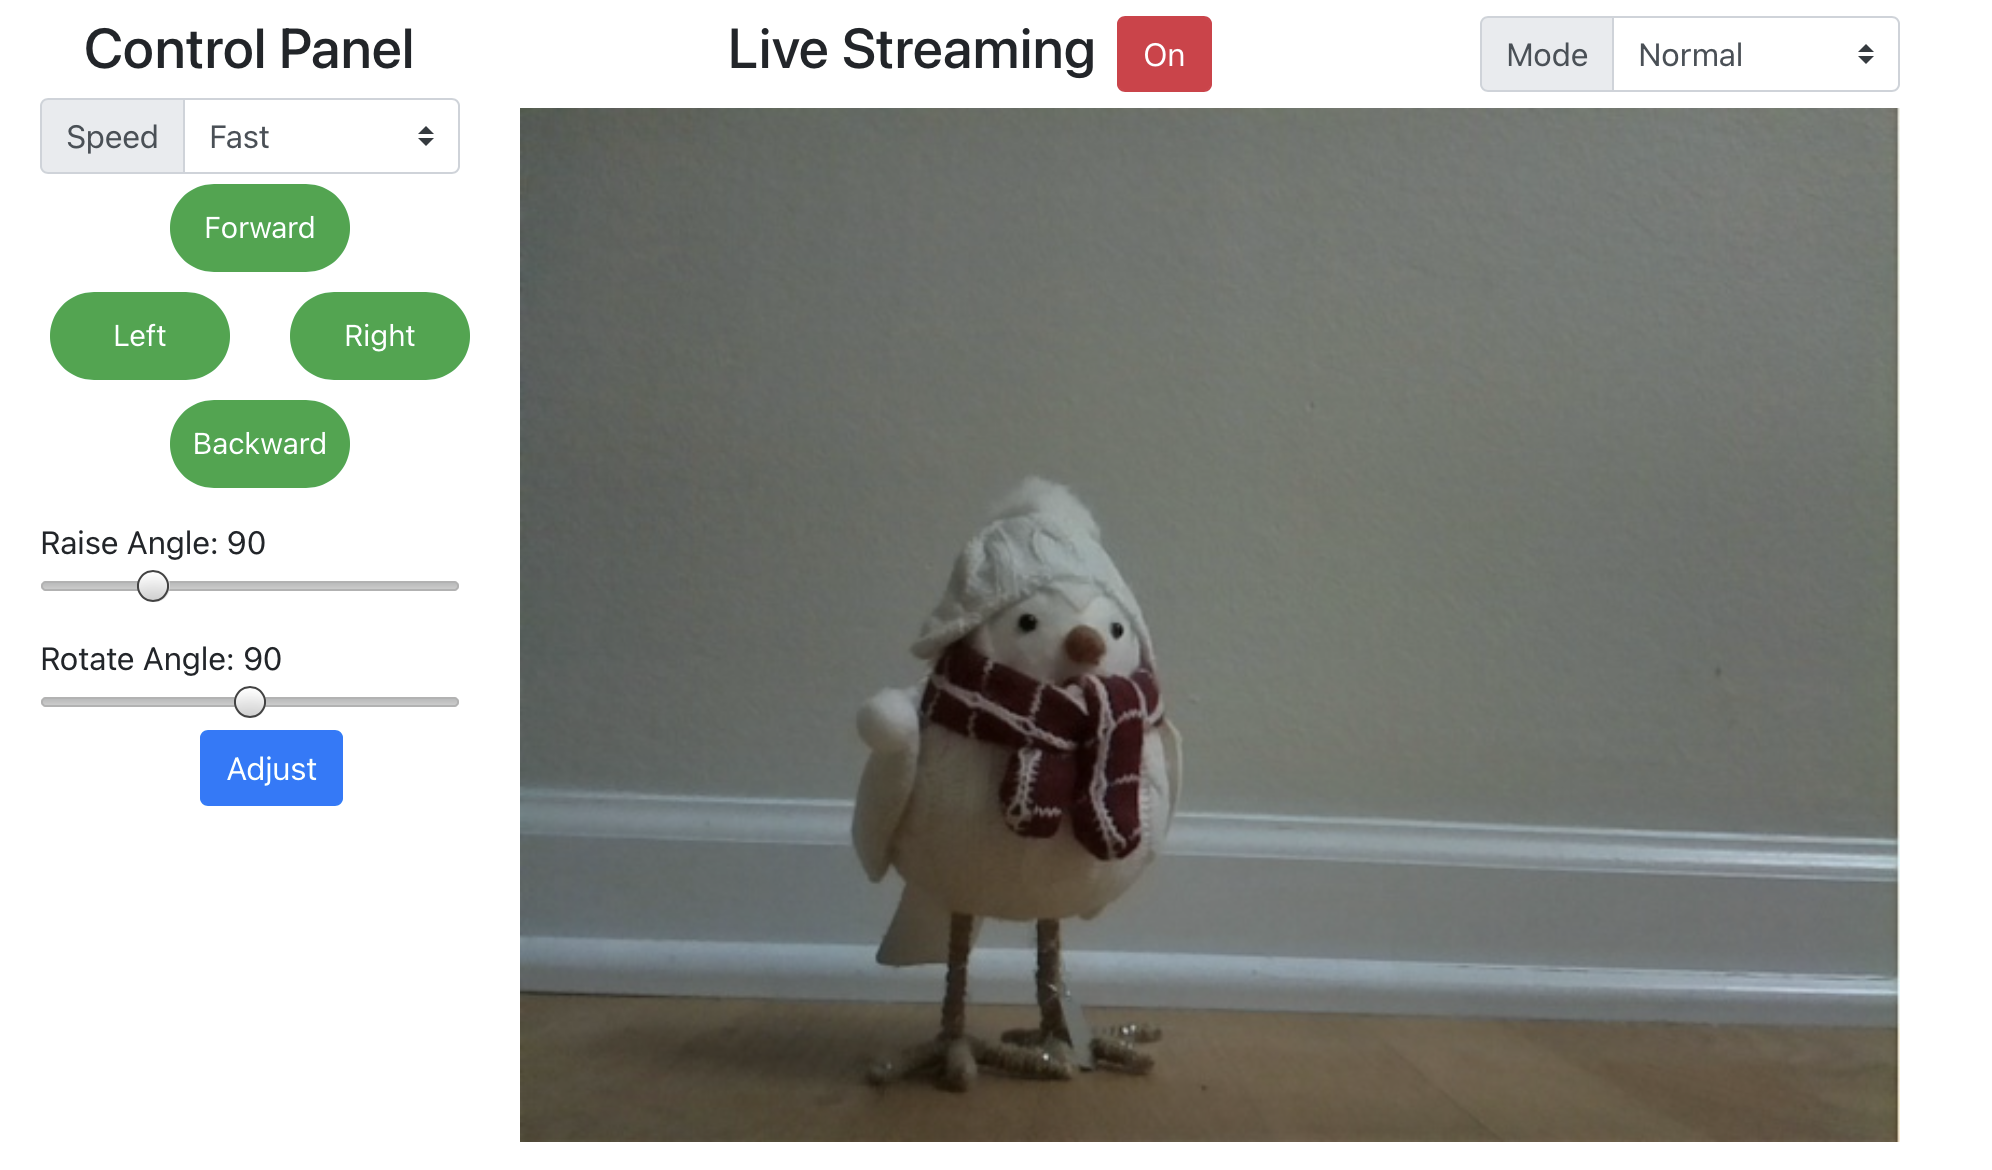 Control Panel
Speed Fast
Forward
Left Right
Backward
Raise Angle: 90
Rotate Angle: 90
Adjust
Live Streaming On
Mode Normal